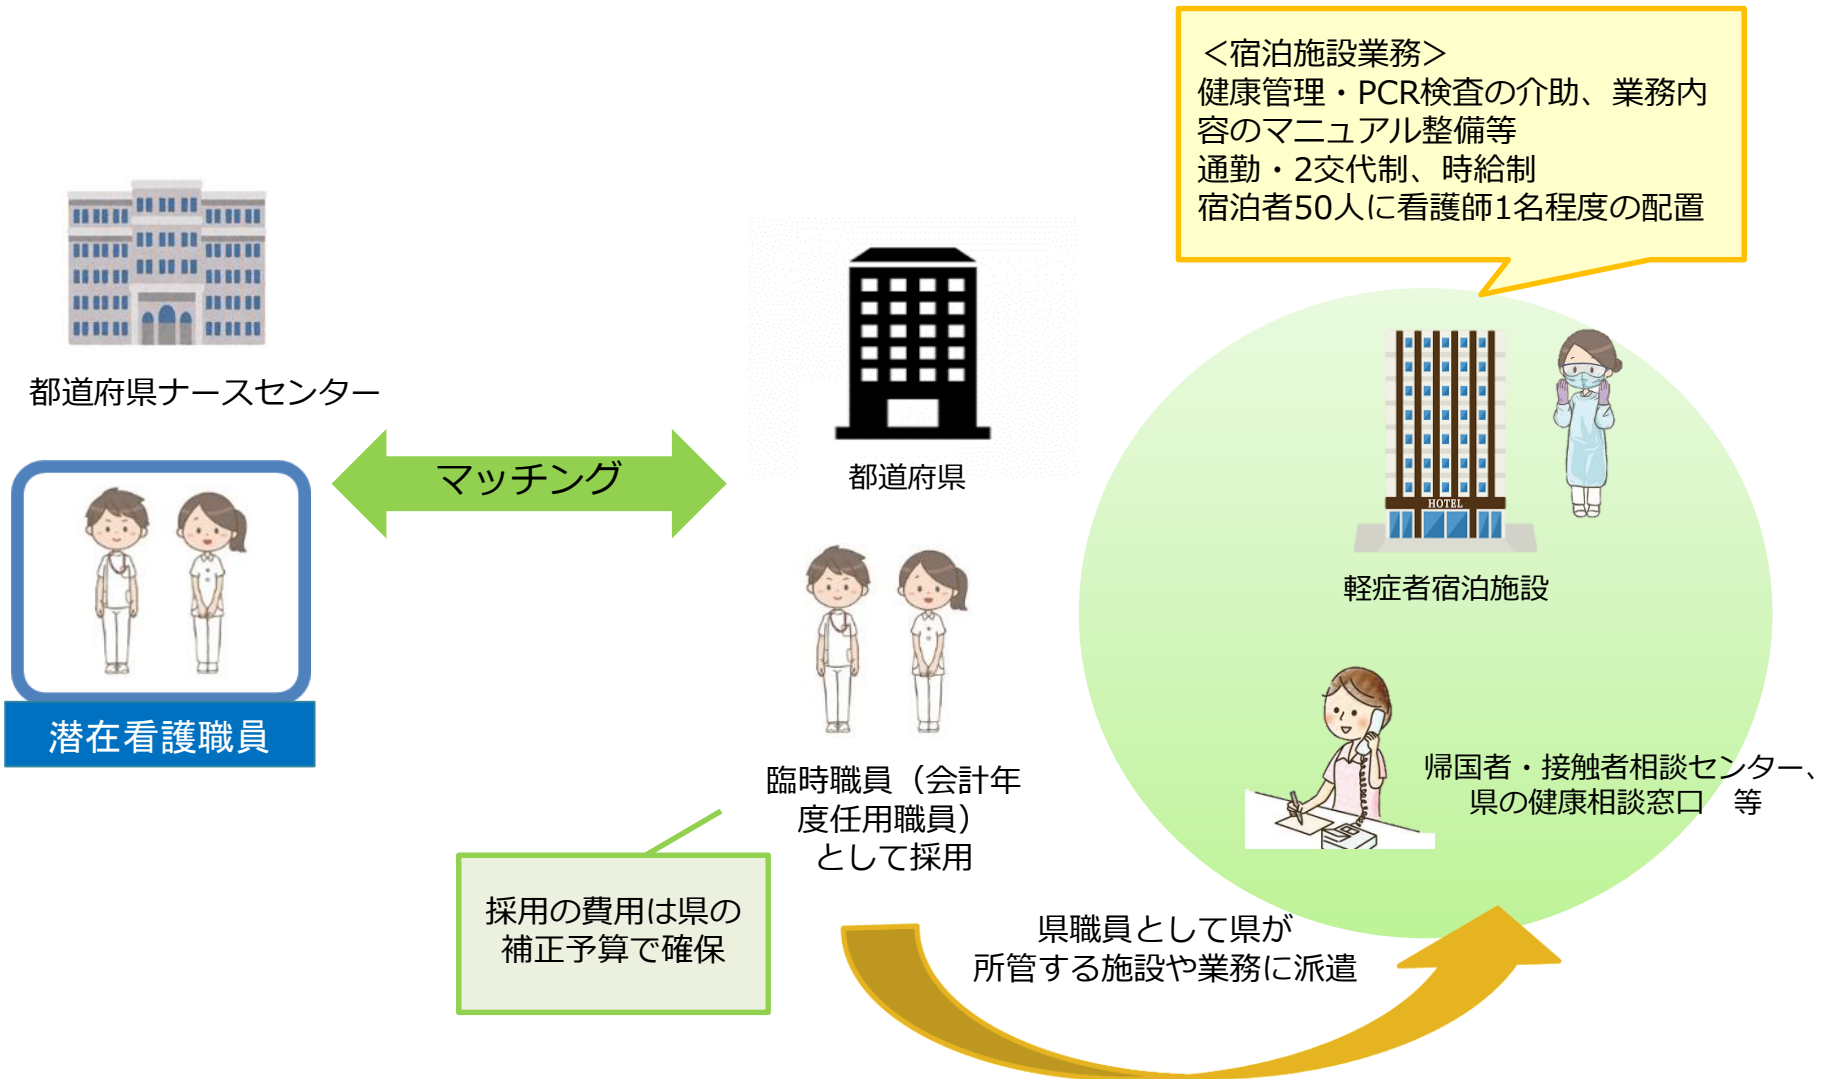 ＜宿泊施設業務＞
健康管理・PCR検査の介助、業務内
容のマニュアル整備等
通勤・2交代制、時給制
宿泊者50人に看護師1名程度の配置
都道府県ナースセンター
マッチング
都道府県
HOTEL
軽症者宿泊施設
潜在看護職員
臨時職員（会計年
度任用職員）
として採用
帰国者・接触者相談センター、
県の健康相談窓口　等
採用の費用は県の
補正予算で確保
県職員として県が
所管する施設や業務に派遣